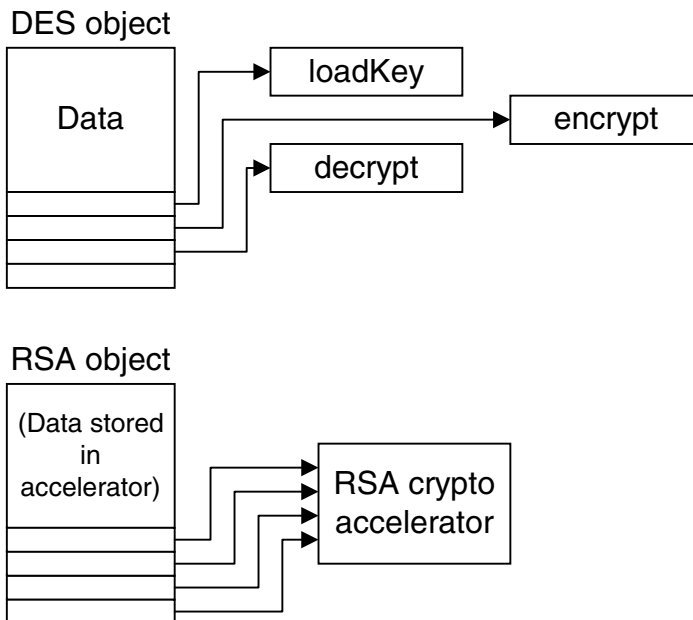 DES object
loadKey
Data
encrypt
decrypt
RSA object
(Data stored
in
accelerator)
RSA crypto
accelerator